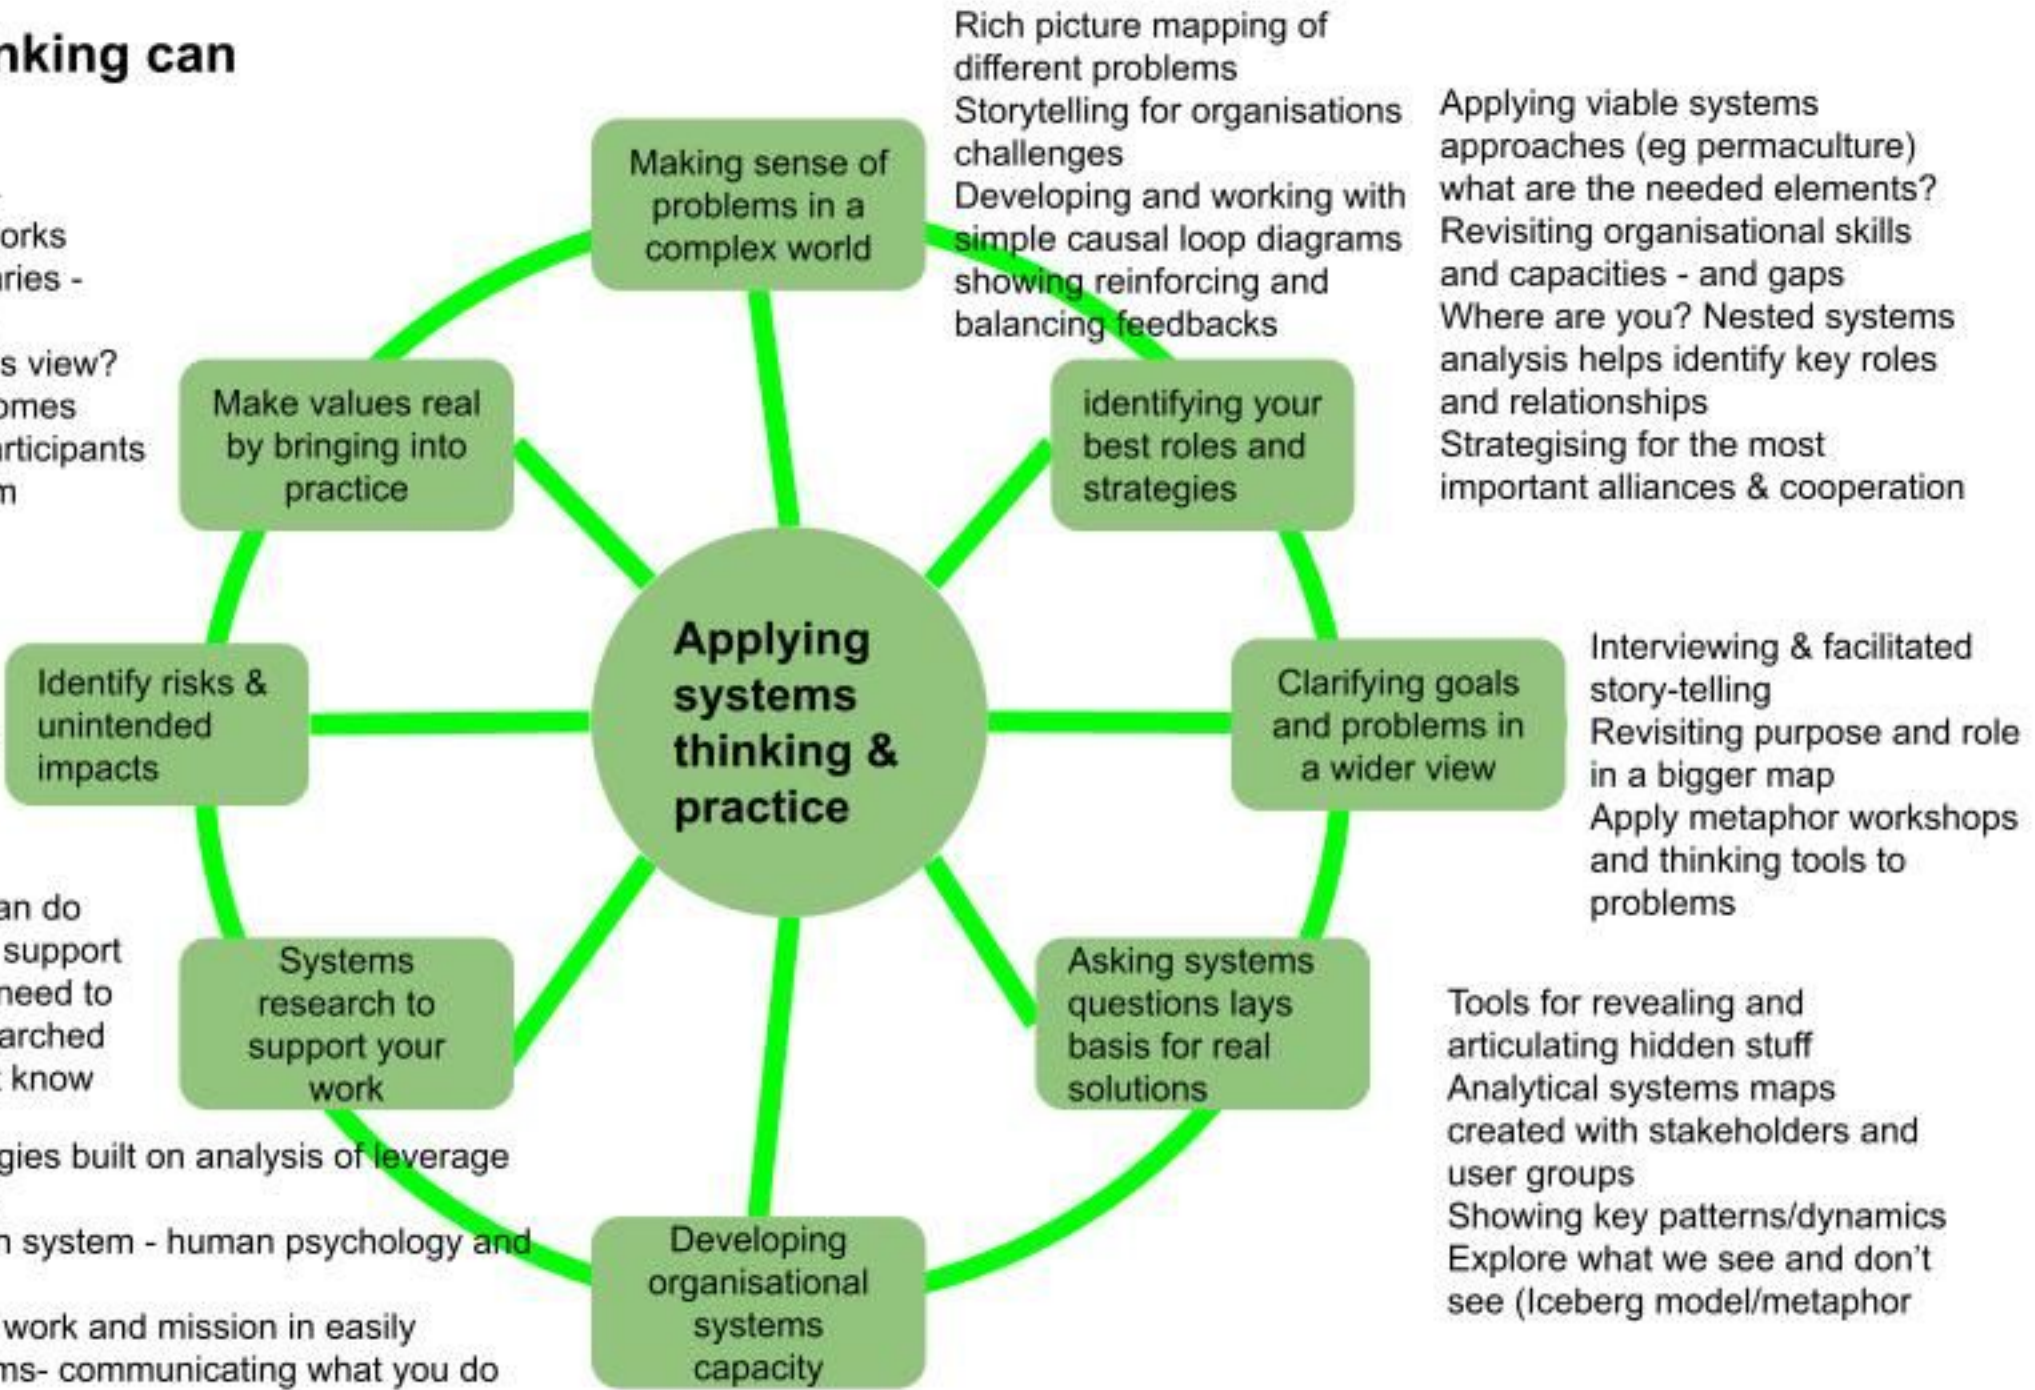 can
Rich picture mapping of
different problems
Storytelling for organisations
challenges
Developing and working with
simple causal loop diagrams
showing reinforcing and
balancing feedbacks
Applying viable systems
approaches (eg permaculture)
what are the needed elements?
Revisiting organisational skills
and capacities - and gaps
Where are you? Nested systems
analysis helps identify key roles
and relationships
Strategising for the most
important alliances & cooperation
Making sense of
problems in a
complex world
view?
Make values real
by bringing into
practice
identifying your
best roles and
strategies
Applying
systems
thinking &
practice
Identify risks &
unintended
impacts
Clarifying goals
and problems in
a wider view
Interviewing & facilitated
story-telling
Revisiting purpose and role
in a bigger map
Apply metaphor workshops
and thinking tools to
problems
do
support
need to
know
Systems
research to
support your
work
Asking systems
questions lays
basis for real
solutions
Tools for revealing and
articulating hidden stuff
Analytical systems maps
created with stakeholders and
user groups
Showing key patterns/dynamics
Explore what we see and don't
see (Iceberg model/metaphor
built on analysis of leverage
system - human psychology and
work and mission in easily
communicating what you do
Developing
organisational
systems
capacity